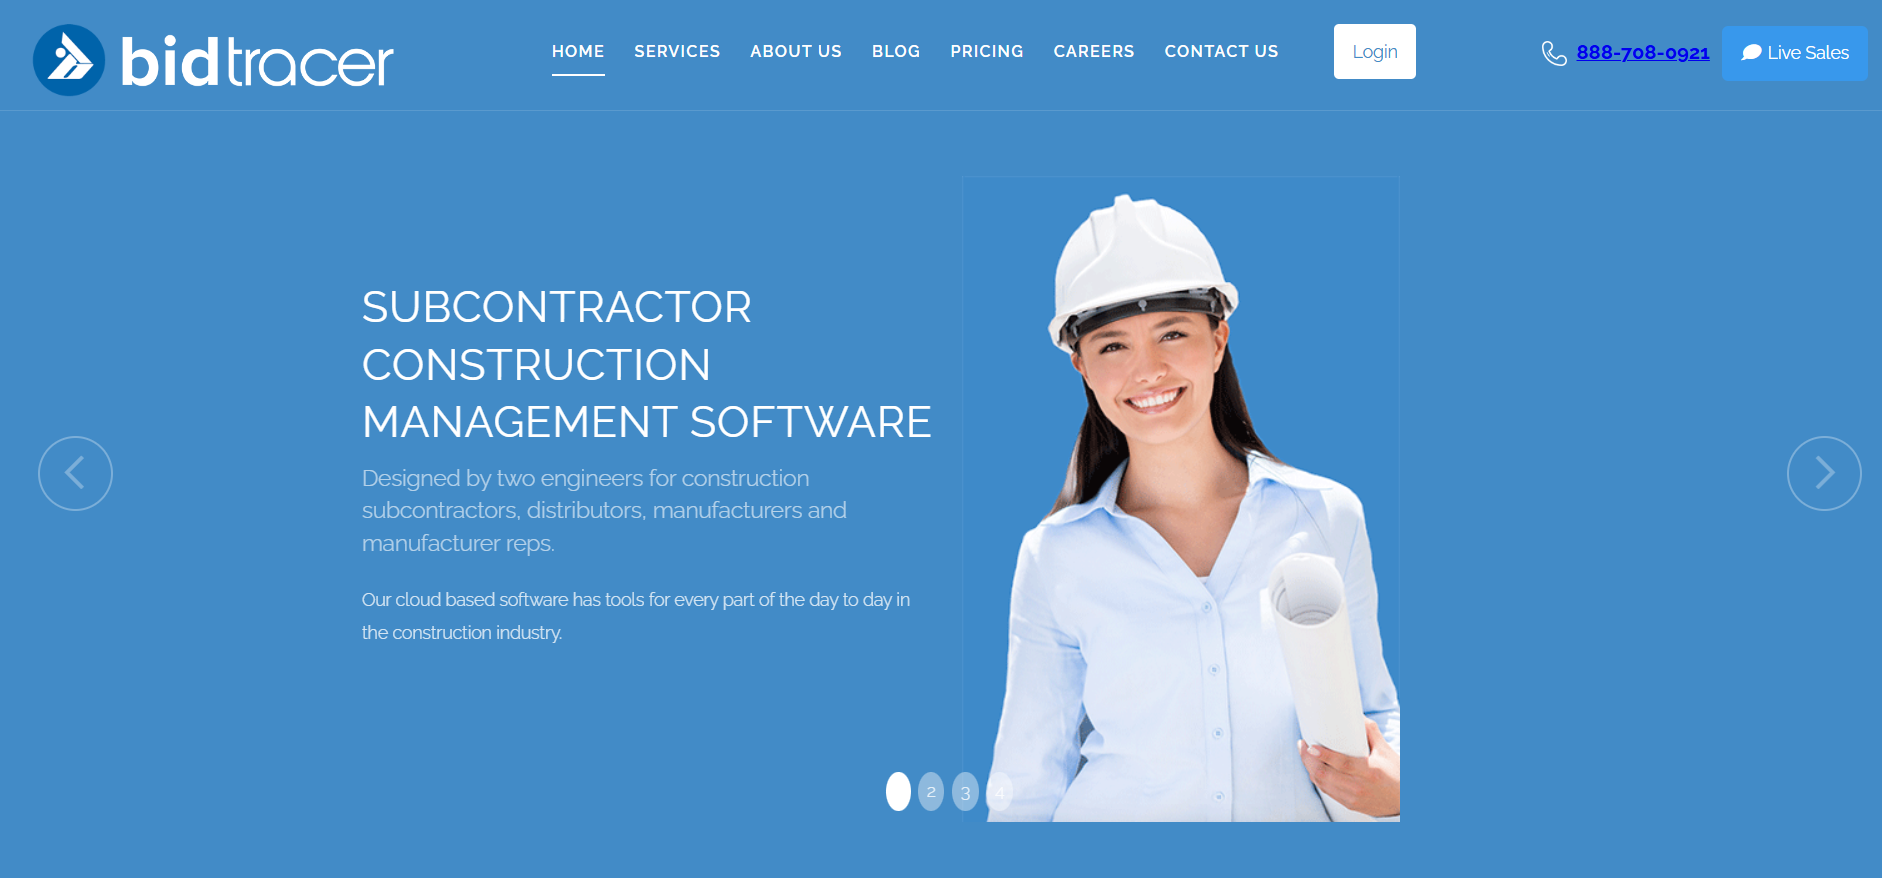 bidtracer
HOME SERVICES ABOUT US BLOG PRICING CAREERS CONTACT US Login 888-708-0921 Live Sales
SUBCONTRACTOR
CONSTRUCTION
MANAGEMENT SOFTWARE
Designed by two engineers for construction
subcontractors, distributors, manufacturers and
manufacturer reps.
Our cloud based software has tools for every part of the day to day in
the construction industry.
2 3 4